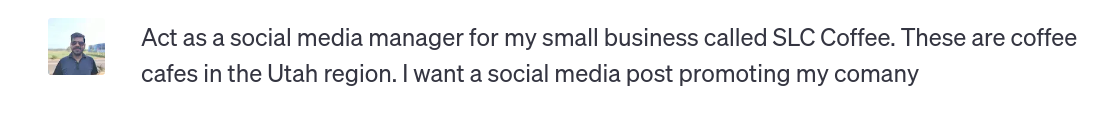 Act as a social media manager for my small business called SLC Coffee. These are coffee
cafes in the Utah region. I want a social media post promoting my comany